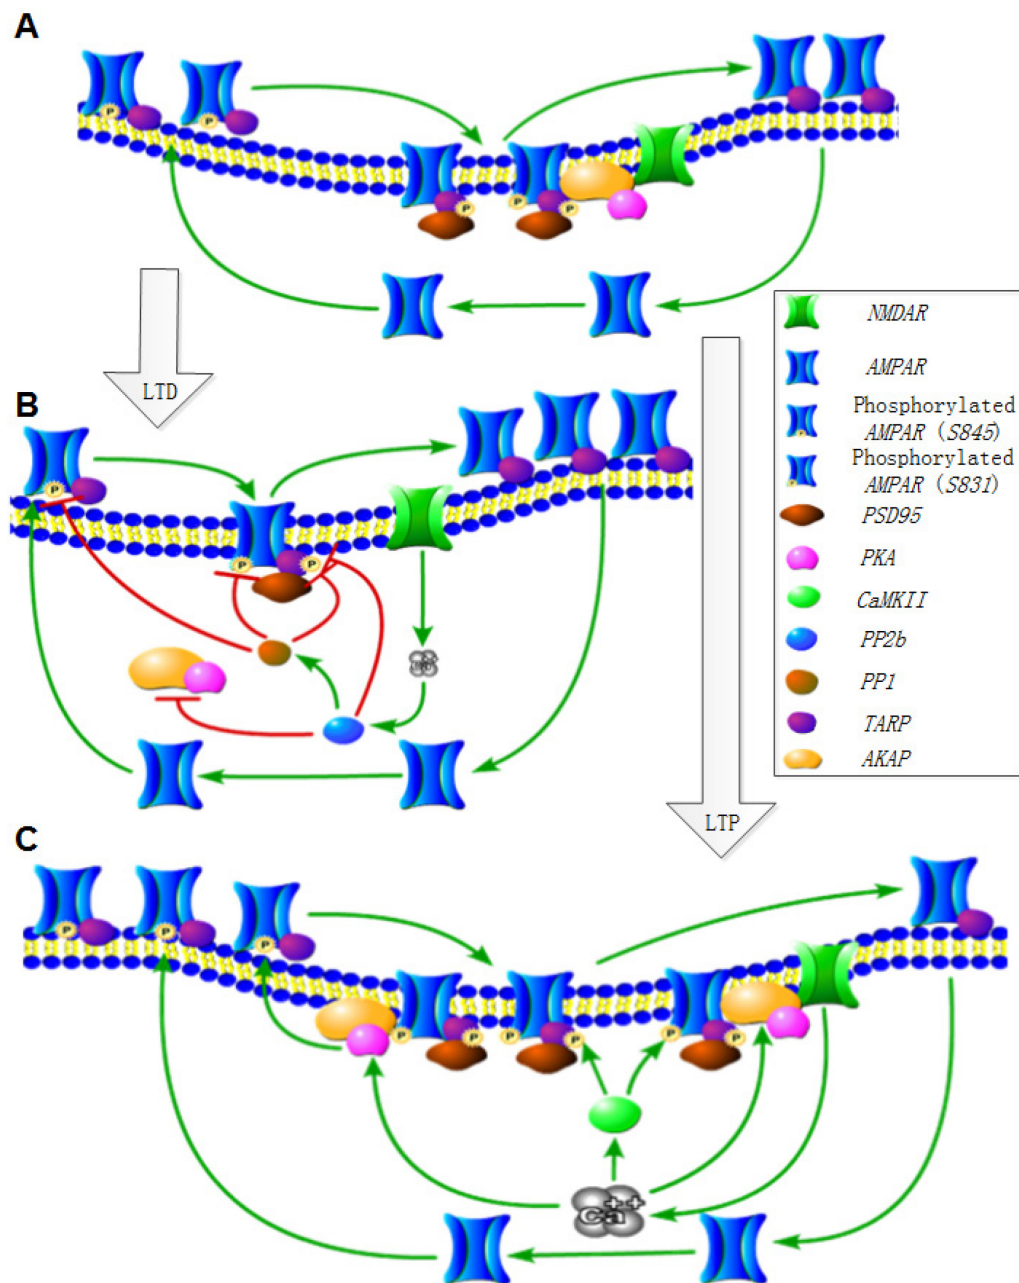 A
P
P
P
P
P
LTD
NMDAR
AMPAR
Phosphorylated
AMPAR (S845)
Phosphorylated
AMPAR (S831)
PSD95
PKA
CaMKII
PP2b
PP1
TARP
AKAP
B
P
P
P
LTP
C
P
P
P
P
P
P
P
P
P
Ca++